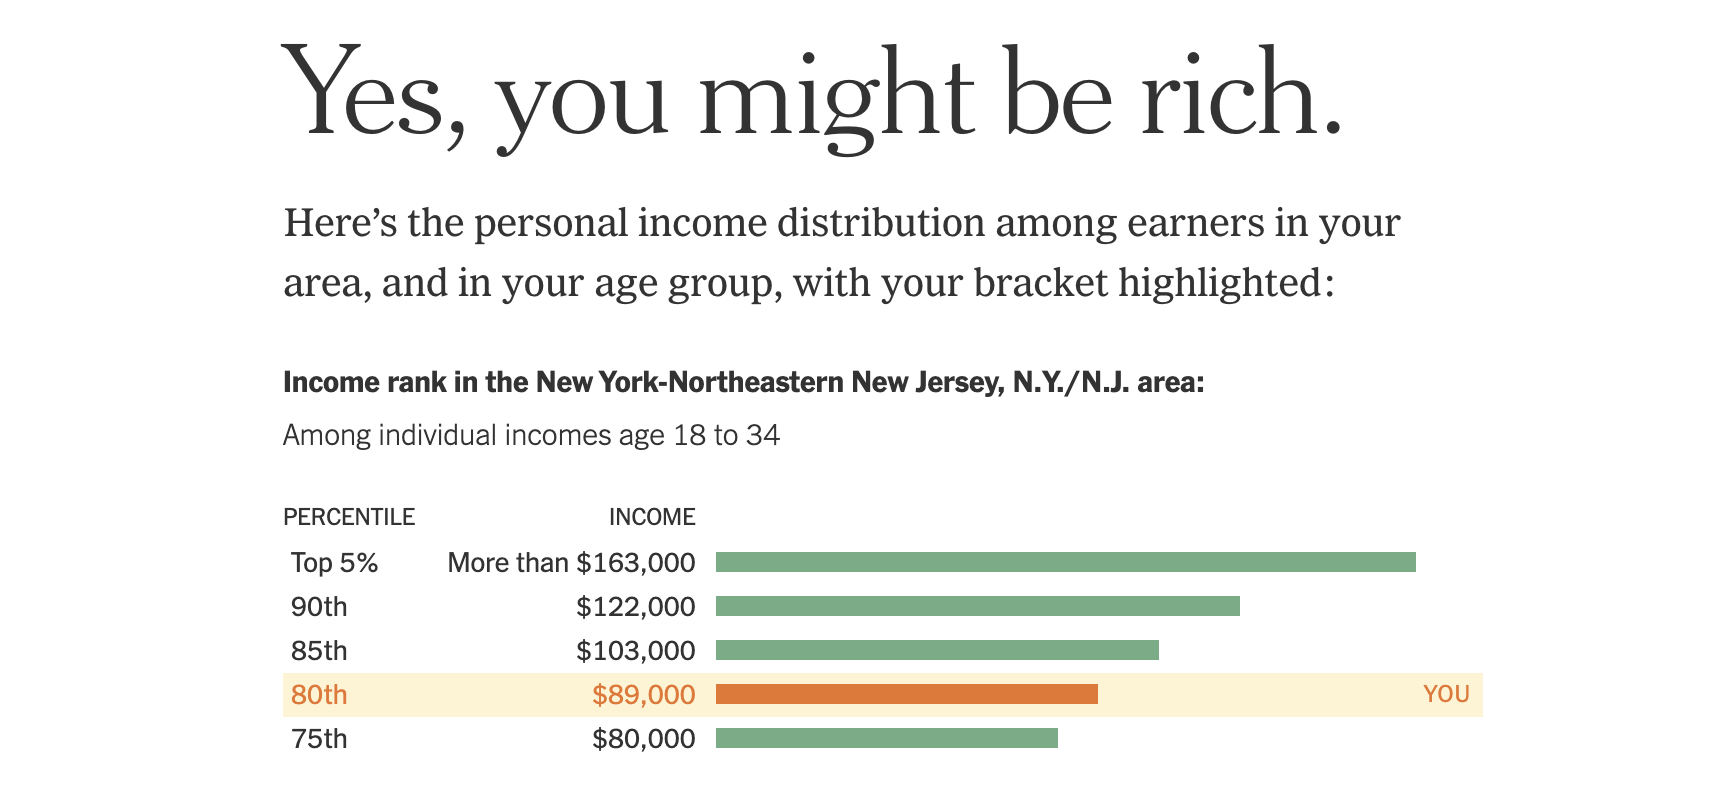 Yes, you might be rich.
Here’s the personal income distribution among earners in your
area, and in your age group, with your bracket highlighted:
Income rank in the New York-Northeastern New Jersey, N.Y./N.J. area:
Among individual incomes age 18 to 34
PERCENTILE INCOME
Top 5% More than $163,000
90th $122,000
85th $103,000
80th $89,000 YOU
75th $80,000